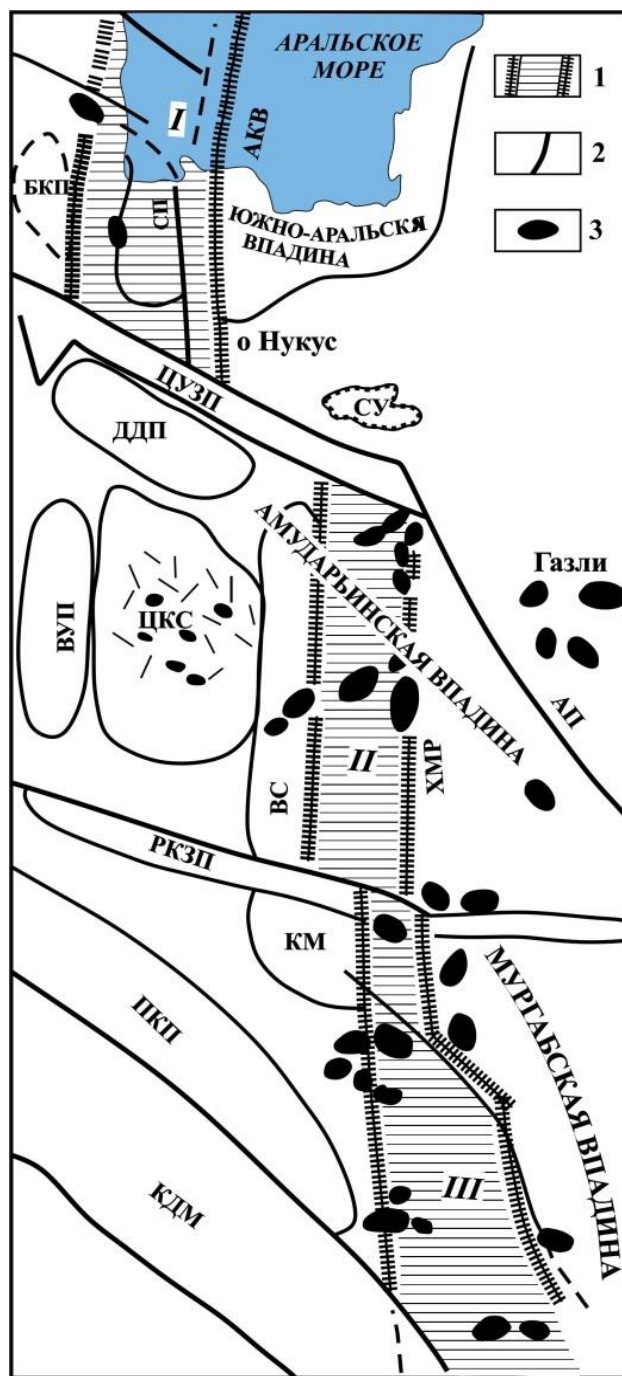 АРАЛЬСКОЕ
МОРЕ
1
I
АКВ
2
БКП
СП
3
ЮЖНО-АРАЛЬСКЯ
ВПАДИНА
о Нукус
ЦУЗП
СУ
ДДП
АМУДАРЬИНСКАЯ ВПАДИНА
Газли
ВУП
ЦКС
АП
II
ВС
ХМР
РКЗП
КМ
МУРГАБСКАЯ ВПАДИНА
ПКП
III
КДМ